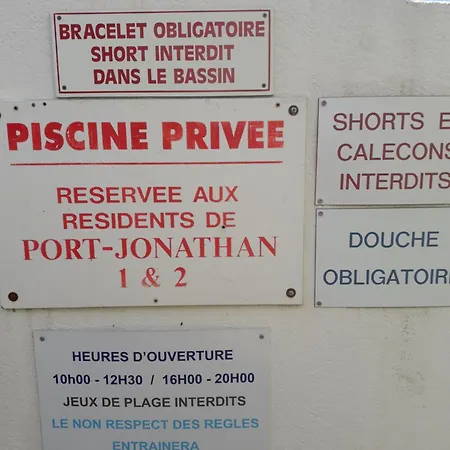 BRACELET OBLIGATOIRE
SHORT INTERDIT
DANS LE BASSIN
PISCINE PRIVEE
RESERVEE AUX
RESIDENTS DE
PORT-JONATHAN
1 & 2
SHORTS E
CALECONS
INTERDITS
DOUCHE
OBLIGATOIR
HEURES D'OUVERTURE
10h00 - 12H30 / 16H00 - 20H00
JEUX DE PLAGE INTERDITS
LE NON RESPECT DES REGLES
ENTRAINERA